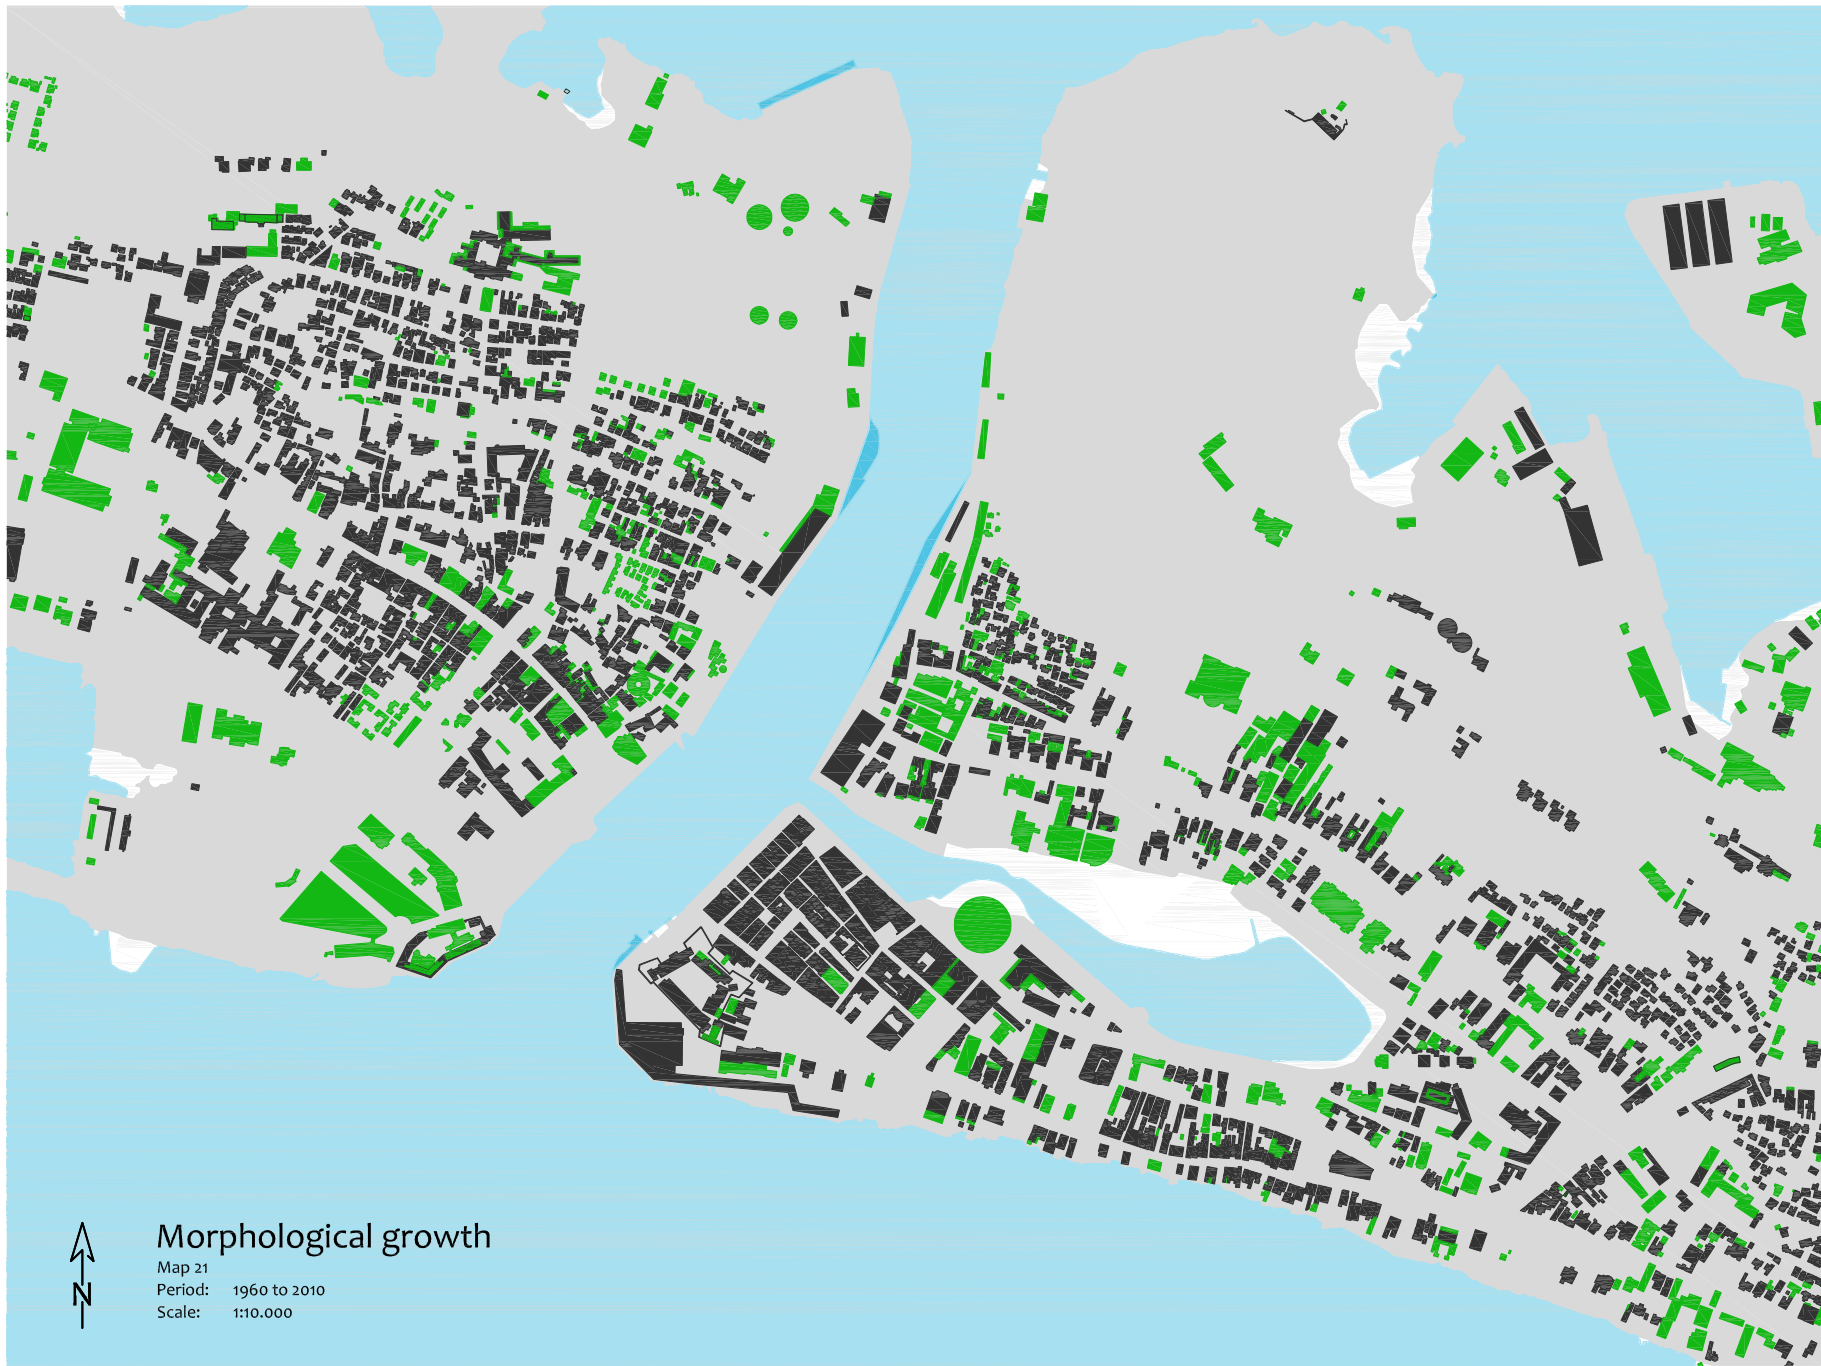 Morphological growth
Map 21
Period: 1960 to 2010
Scale: 1:10.000
N